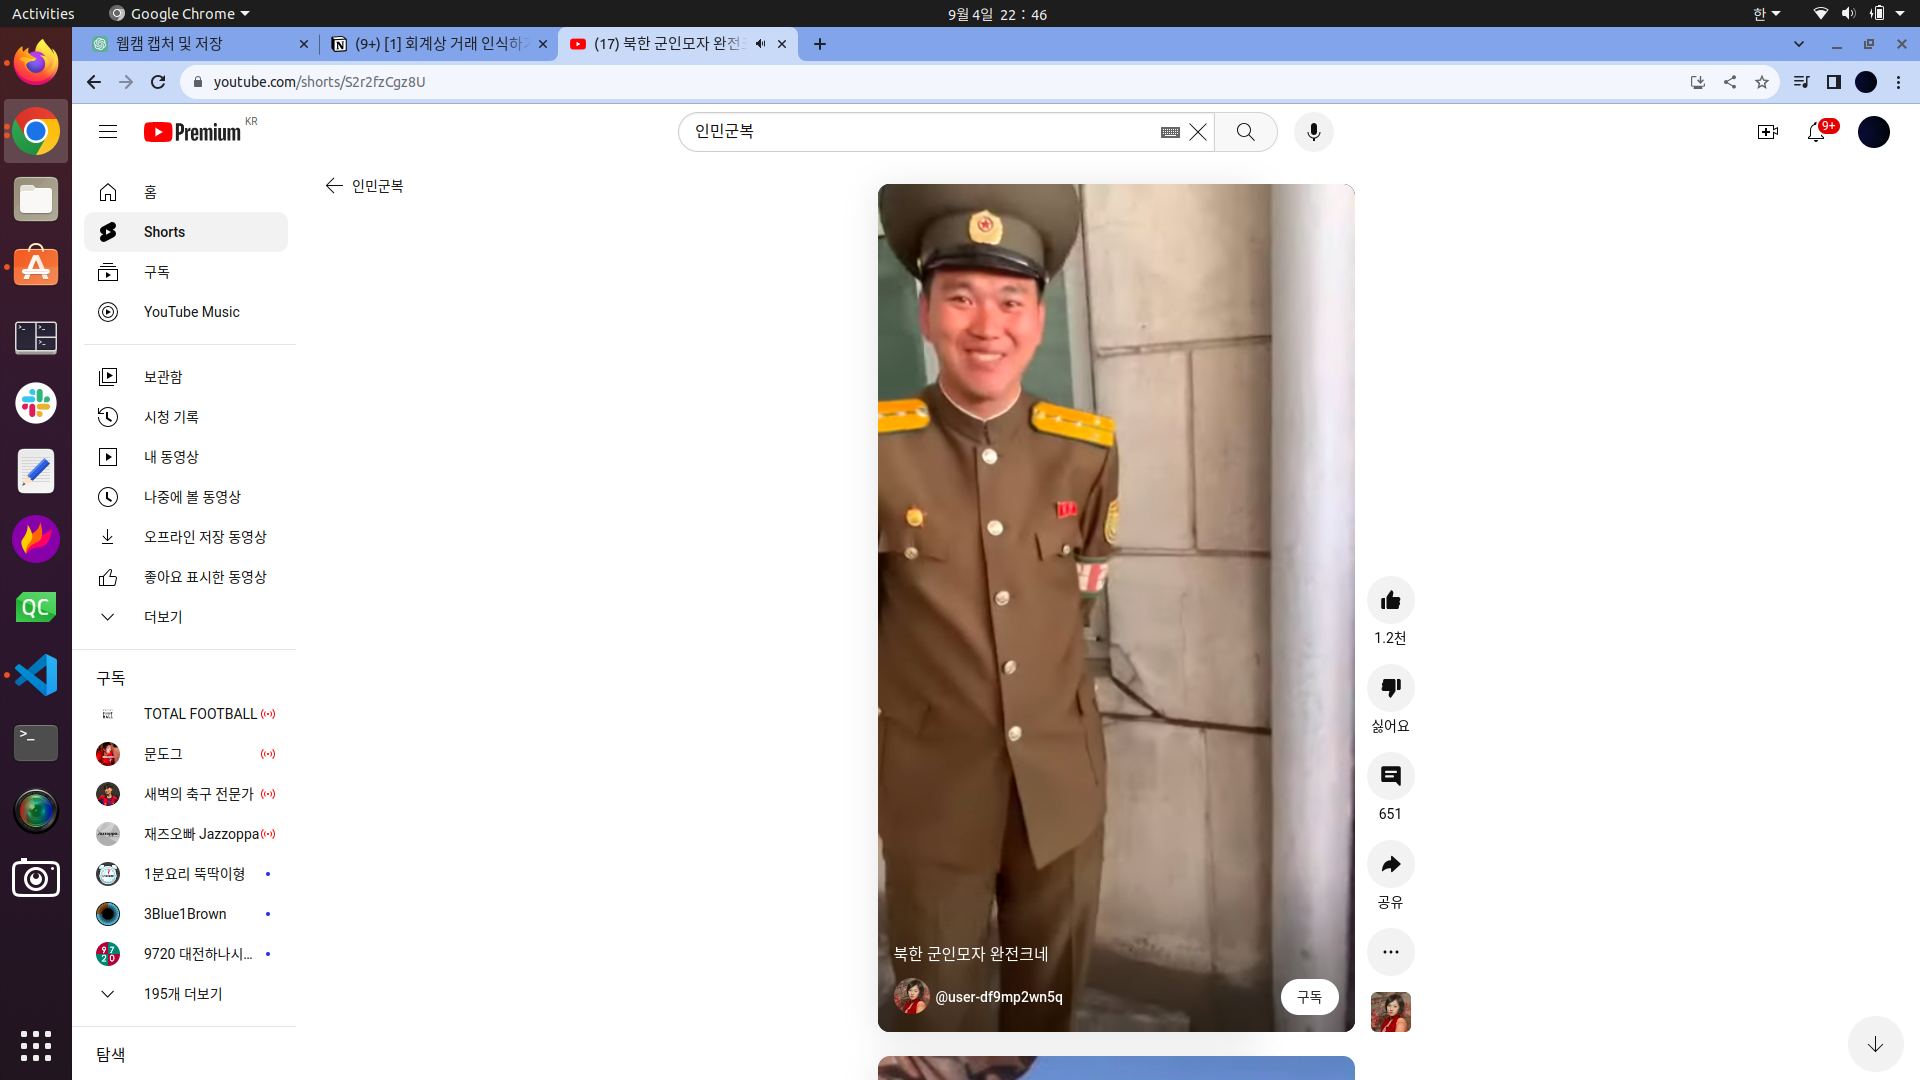 Activities
Google Chrome
9월 4일 22 : 46
한
웹캠 캡처 및 저장
(9+) [1] 회계상 거래 인식하
(17) 북한 군인모자 완전크
youtube.com/shorts/S2r2fzCgz8U
Premium KR
인민군복
9+
홈
Shorts
구독
YouTube Music
보관함
시청 기록
내 동영상
나중에 볼 동영상
오프라인 저장 동영상
좋아요 표시한 동영상
더보기
구독
TOTAL FOOTBALL
문도그
새벽의 축구 전문가
재즈오빠 Jazzoppa
1분요리 뚝딱이형
3Blue1Brown
9720 대전하나시...
195개 더보기
탐색
인민군복
북한 군인모자 완전크네
@user-df9mp2wn5q
구독
1.2천
싫어요
651
공유
QC